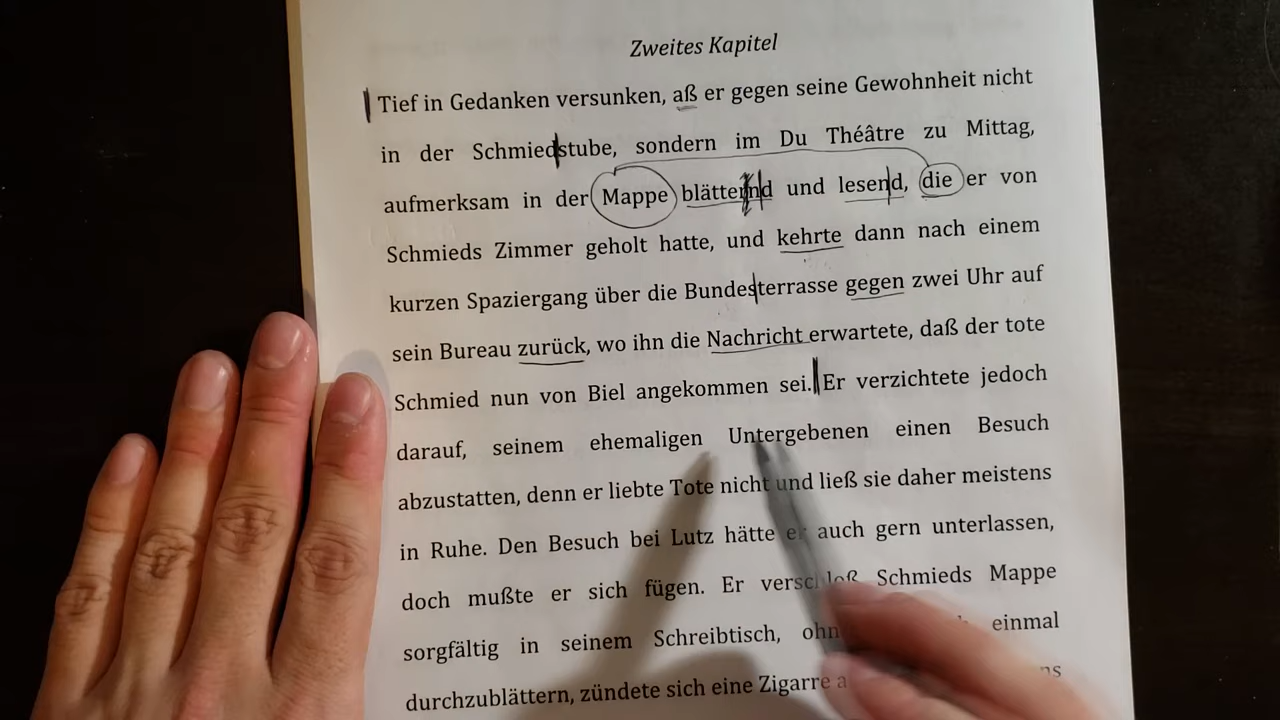 Zweites Kapitel
Tief in Gedanken versunken, aß er gegen seine Gewohnheit nicht
in der Schmiedstube, sondern im Du Théâtre zu Mittag,
aufmerksam in der Mappe blätternd und lesend, die er von
Schmieds Zimmer geholt hatte, und kehrte dann nach einem
kurzen Spaziergang über die Bundesterrasse gegen zwei Uhr auf
sein Bureau zurück, wo ihn die Nachricht erwartete, daß der tote
Schmied nun von Biel angekommen sei. Er verzichtete jedoch
darauf, seinem ehemaligen Untergebenen einen Besuch
abzustatten, denn er liebte Tote nicht und ließ sie daher meistens
in Ruhe. Den Besuch bei Lutz hätte er auch gern unterlassen,
doch mußte er sich fügen. Er verschloß Schmieds Mappe
sorgfältig in seinem Schreibtisch, einmal
durchzublättern, zündete sich eine Zigarre